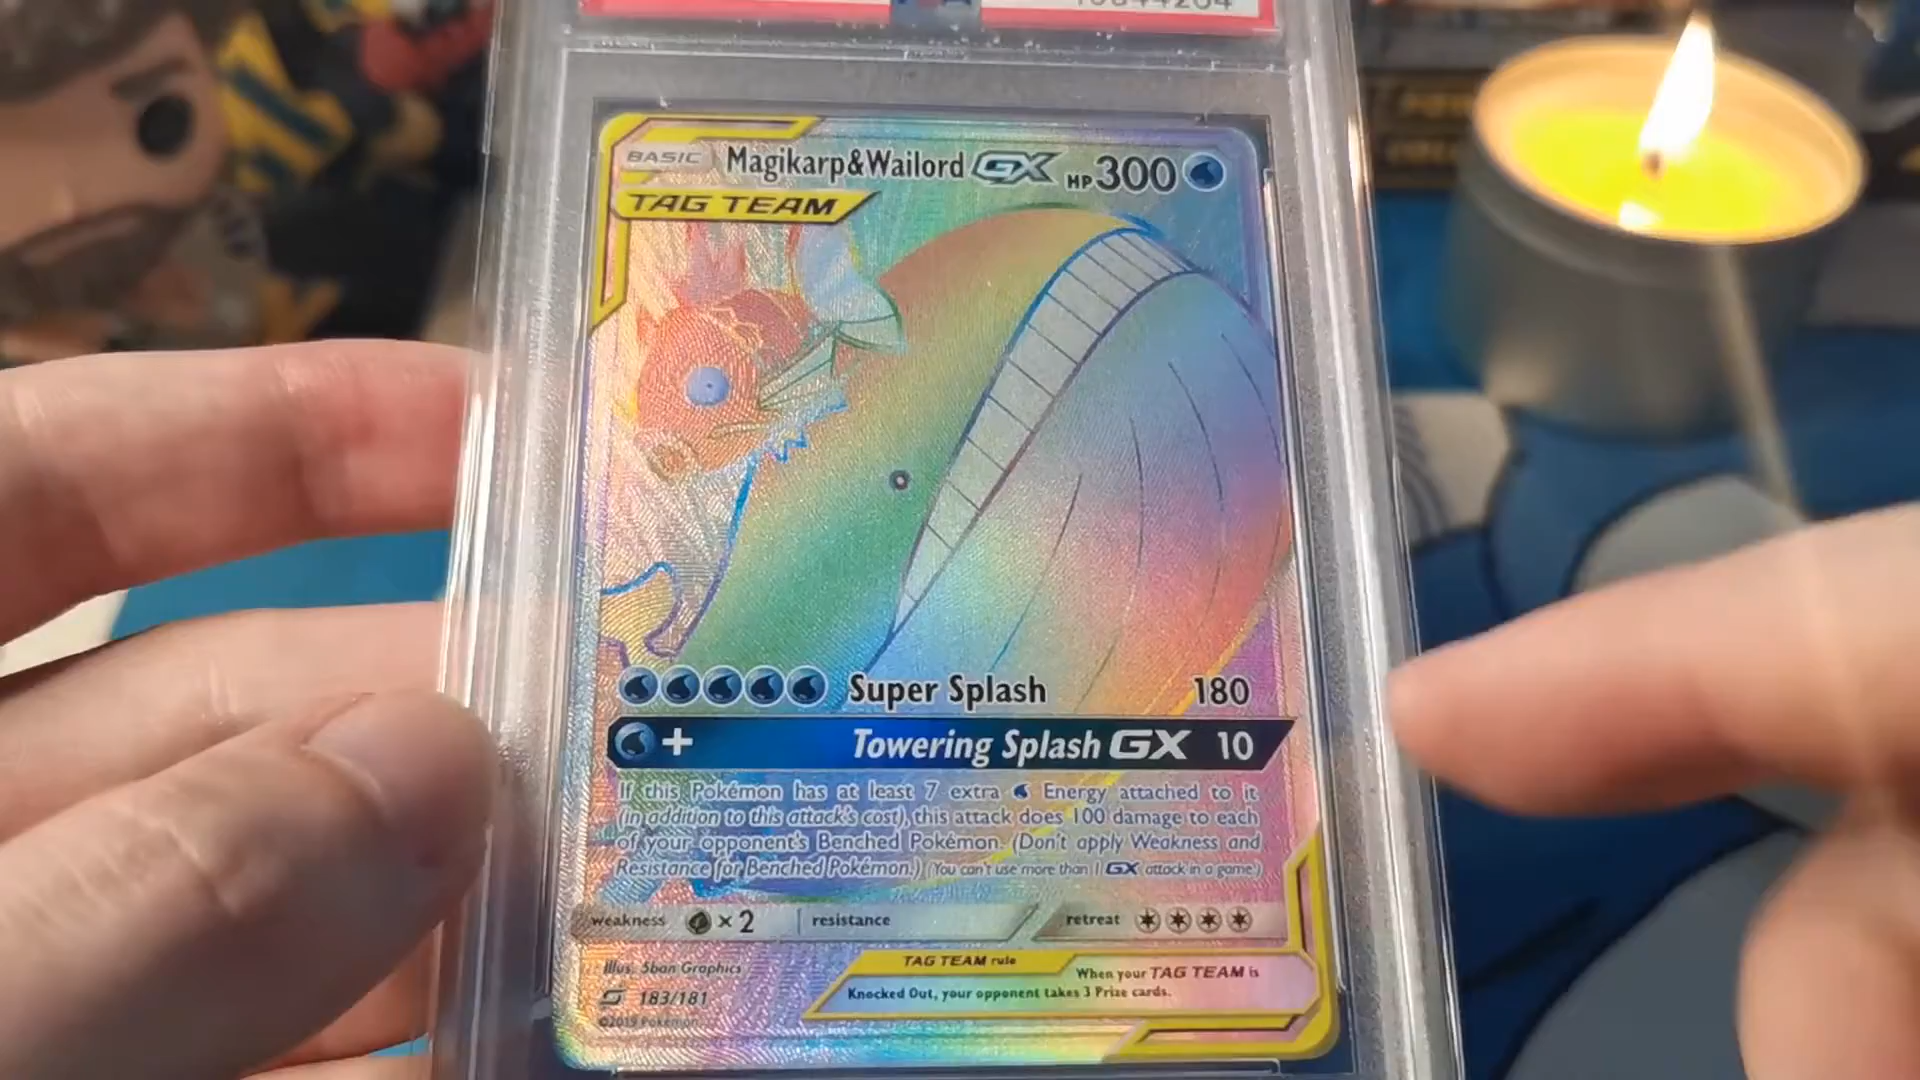 BASIC Magikarp&Wailord GX HP 300
TAG TEAM
Super Splash 180
+ Towering Splash GX 10
If this Pokémon has at least 7 extra Energy attached to it
(in addition to this attack's cost), this attack does 100 damage to each
of your opponent's Benched Pokémon. (Don't apply Weakness and
Resistance for Benched Pokémon.) (You can't use more than 1 GX attack in a game.)
weakness × 2 resistance retreat
Illus. 5ban Graphics
183/181
©2019 Pokémon
TAG TEAM rule
When your TAG TEAM is
Knocked Out, your opponent takes 3 Prize cards.